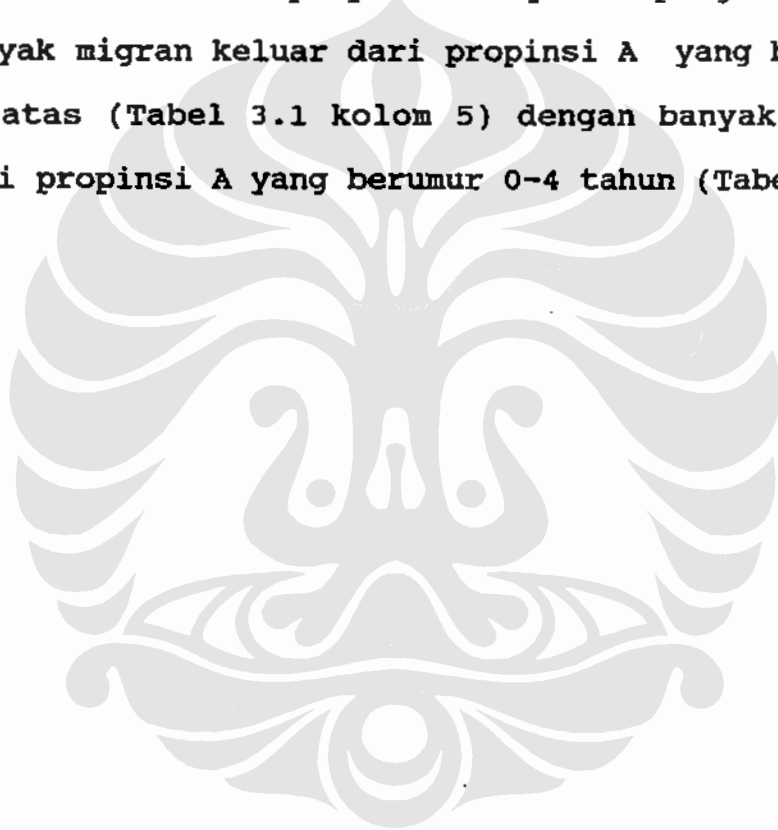 yak migran keluar dari propinsi A yang
atas (Tabel 3.1 kolom 5) dengan banyak
i propinsi A yang berumur 0-4 tahun (Tabe